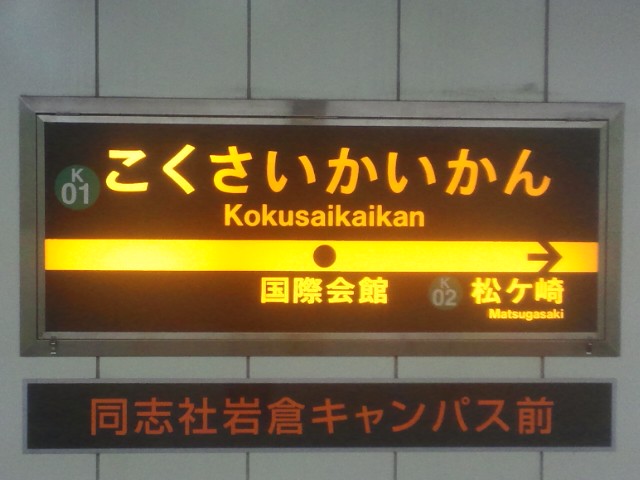 K
01
こくさいかいかん
Kokusaikaikan
国際会館
K
02
松ケ崎
Matsugasaki
同志社岩倉キャンパス前